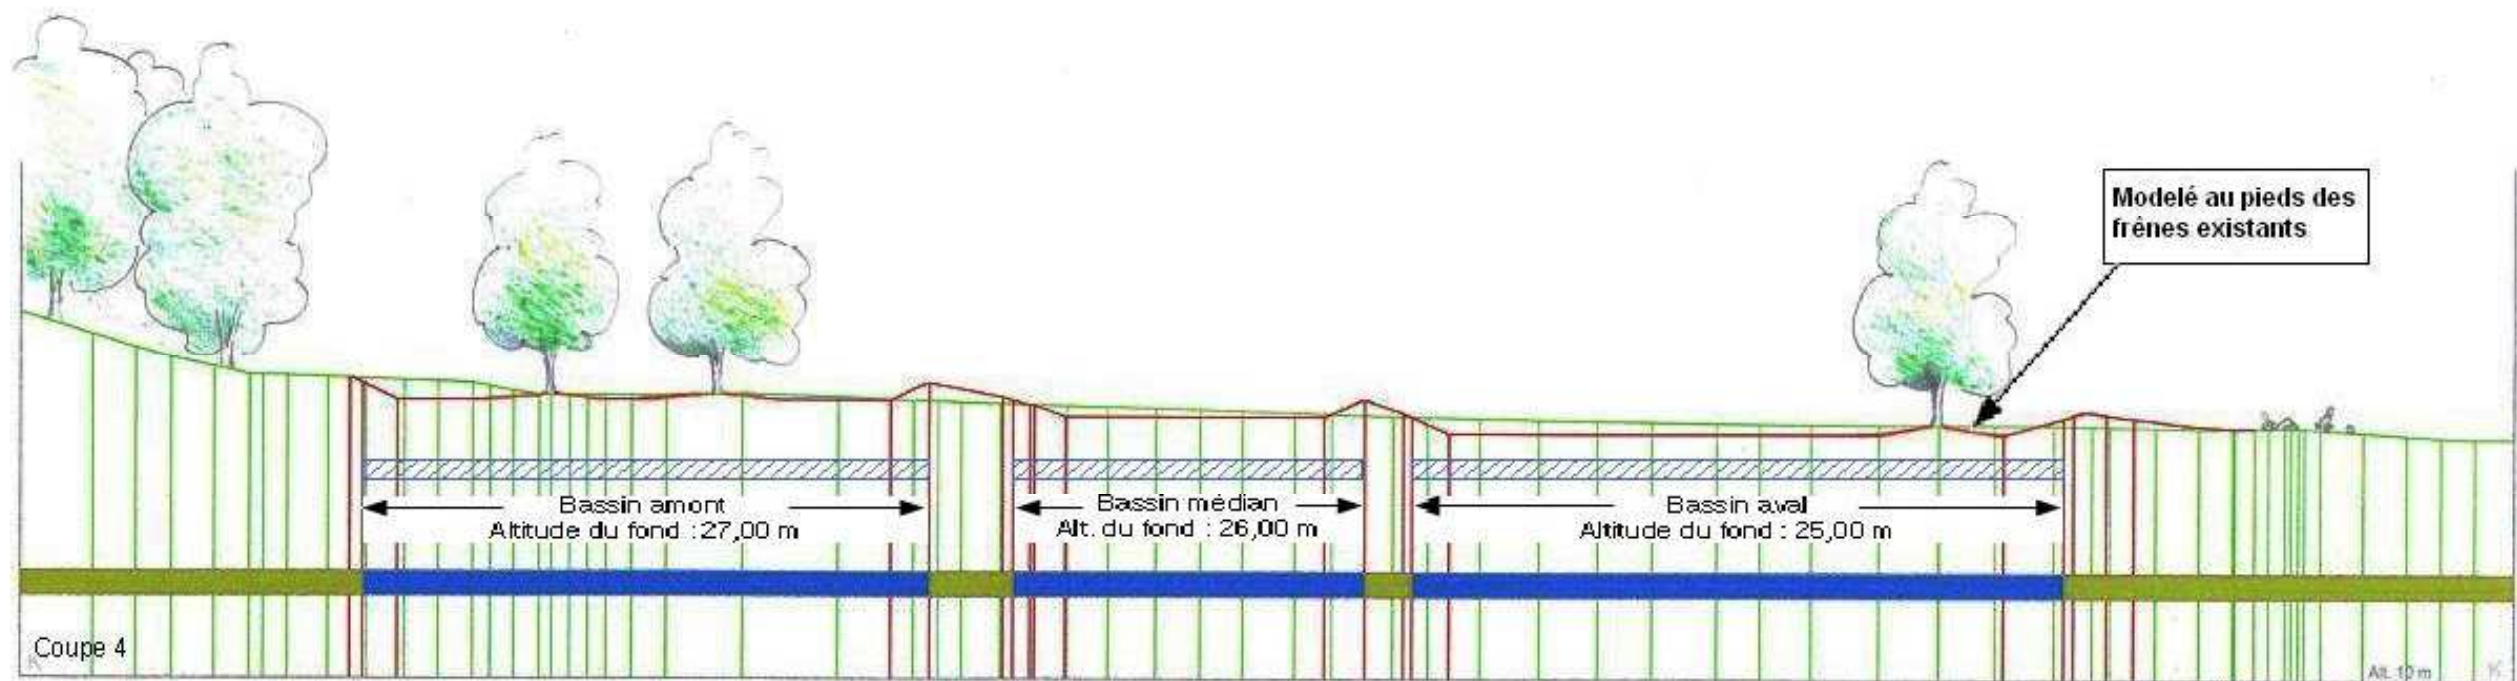 Modelé au pieds des
frênes existants
Bassin amont
Altitude du fond : 27,00 m
Bassin médian
Alt. du fond : 26,00 m
Bassin aval
Altitude du fond : 25,00 m
Coupe 4
K
Alt. 10 m
K